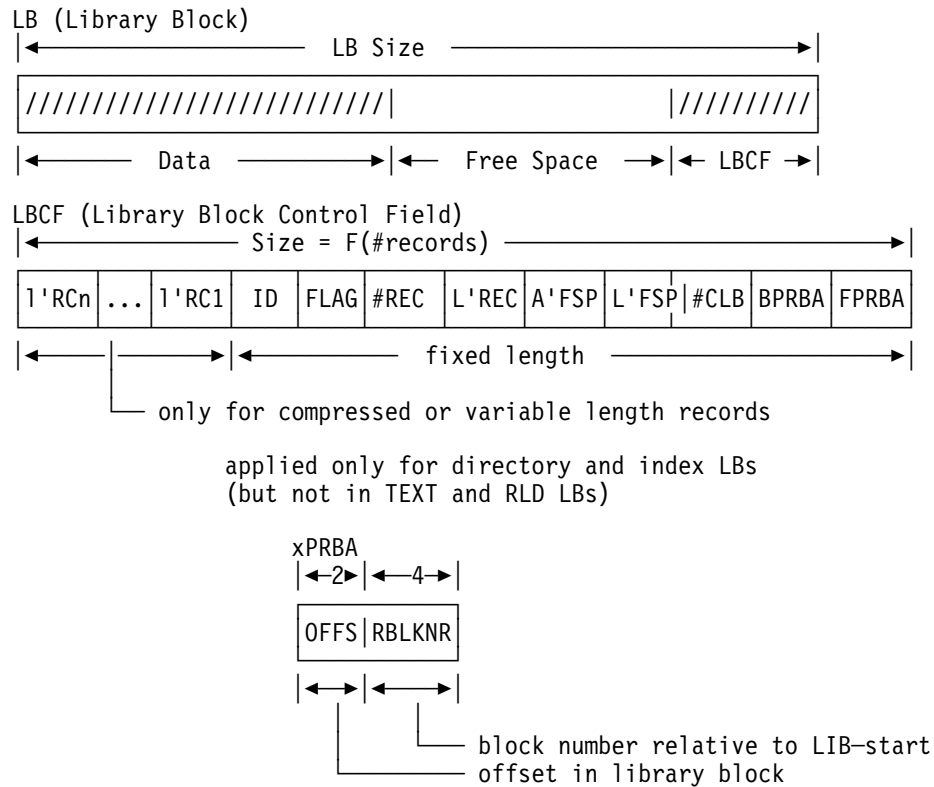 LB (Library Block)
LB Size
///////////////////////////| |//////////
Data Free Space LBCF
LBCF (Library Block Control Field)
Size = F(#records)
l'RCn ... l'RC1 ID FLAG #REC L'REC A'FSP L'FSP #CLB BPRBA FPRBA
fixed length
only for compressed or variable length records
applied only for directory and index LBs
(but not in TEXT and RLD LBs)
xPRBA
2 4
OFFS RBLKNR
block number relative to LIB-start
offset in library block